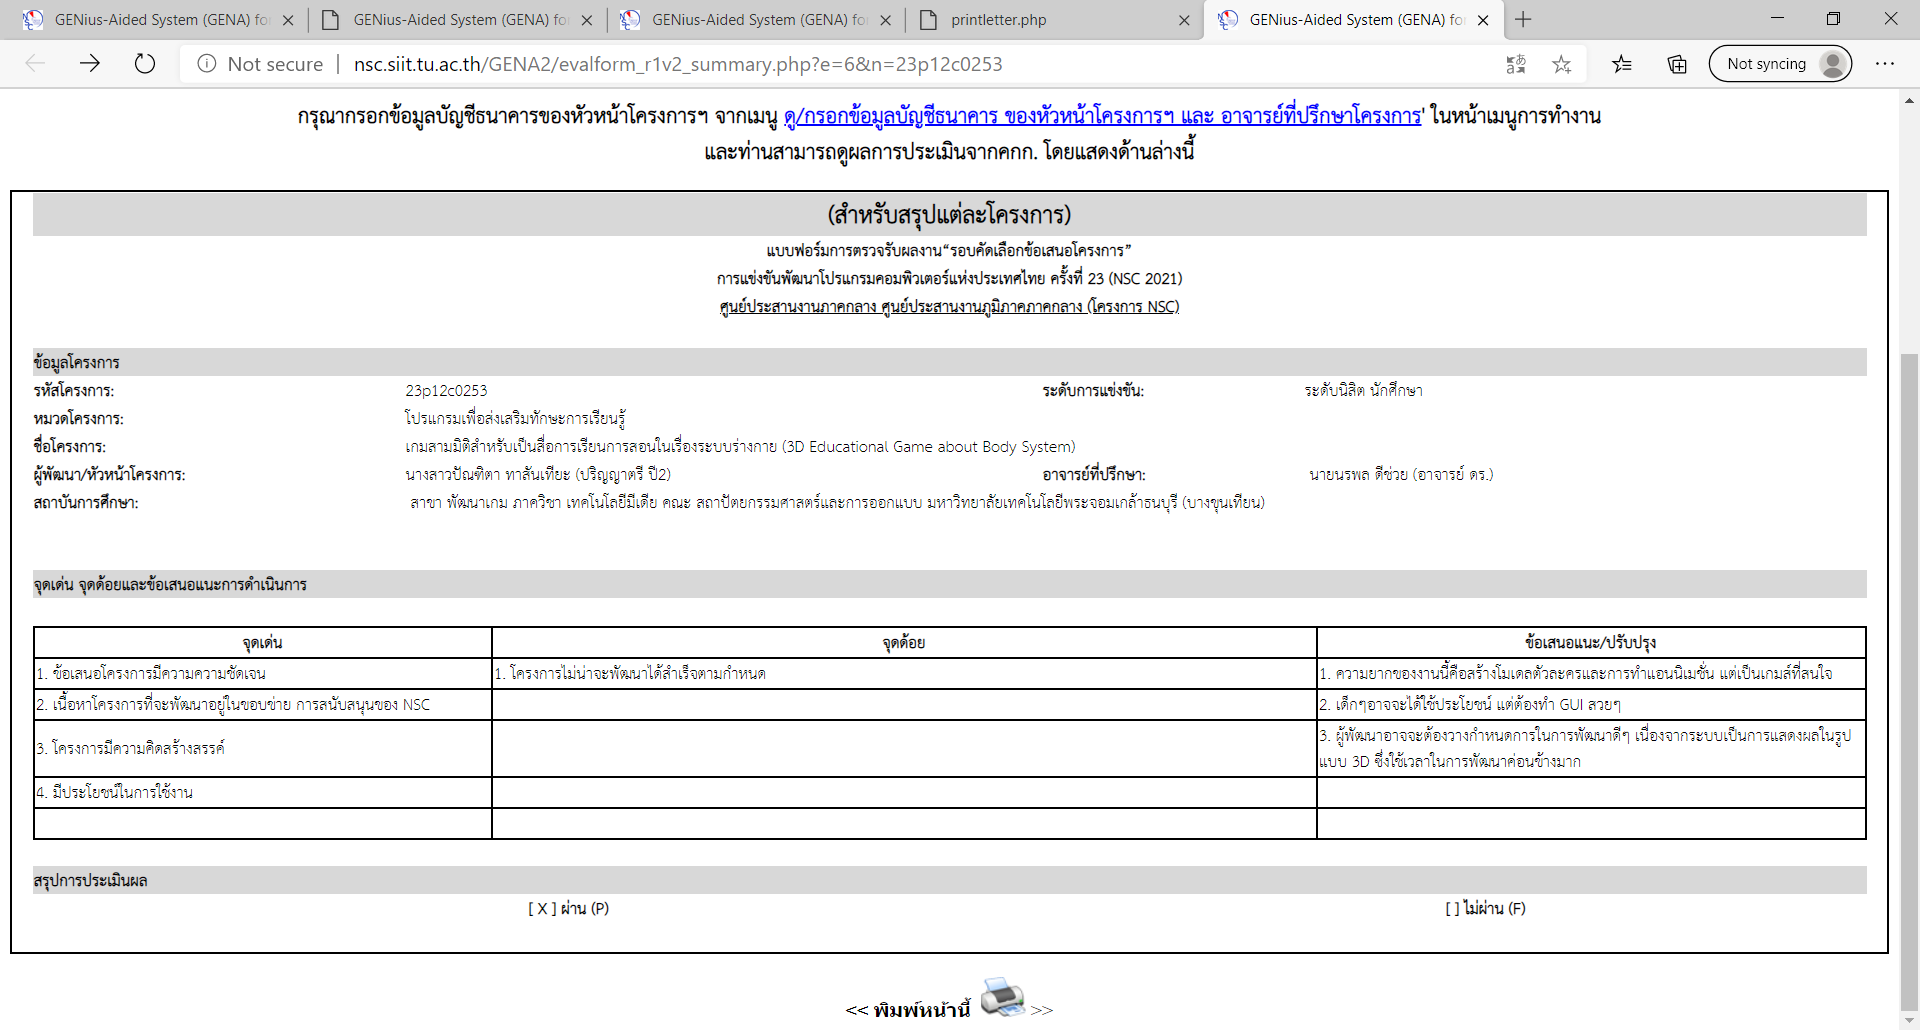 GENius-Aided System (GENA) fo
GENius-Aided System (GENA) fo
GENius-Aided System (GENA) fo
printletter.php
GENius-Aided System (GENA) fo
Not secure | nsc.siit.tu.ac.th/GENA2/evalform_r1v2_summary.php?e=6&n=23p12c0253
Not syncing
กรุณากรอกข้อมูลบัญชีธนาคารของหัวหน้าโครงการฯ จากเมนู ดู/กรอกข้อมูลบัญชีธนาคาร ของหัวหน้าโครงการฯ และ อาจารย์ที่ปรึกษาโครงการ' ในหน้าเมนูการทำงาน
และท่านสามารถดูผลการประเมินจากคกก. โดยแสดงด้านล่างนี้
(สำหรับสรุปแต่ละโครงการ)
แบบฟอร์มการตรวจรับผลงาน“รอบคัดเลือกข้อเสนอโครงการ”
การแข่งขันพัฒนาโปรแกรมคอมพิวเตอร์แห่งประเทศไทย ครั้งที่ 23 (NSC 2021)
ศูนย์ประสานงานภาคกลาง ศูนย์ประสานงานภูมิภาคภาคกลาง (โครงการ NSC)
ข้อมูลโครงการ
รหัสโครงการ: 23p12c0253 ระดับการแข่งขัน: ระดับนิสิต นักศึกษา
หมวดโครงการ: โปรแกรมเพื่อส่งเสริมทักษะการเรียนรู้
ชื่อโครงการ: เกมสามมิติสำหรับเป็นสื่อการเรียนการสอนในเรื่องระบบร่างกาย (3D Educational Game about Body System)
ผู้พัฒนา/หัวหน้าโครงการ: นางสาวปัณฑิตา ทาสันเทียะ (ปริญญาตรี ปี2) อาจารย์ที่ปรึกษา: นายนรพล ดีช่วย (อาจารย์ ดร.)
สถาบันการศึกษา: สาขา พัฒนาเกม ภาควิชา เทคโนโลยีมีเดีย คณะ สถาปัตยกรรมศาสตร์และการออกแบบ มหาวิทยาลัยเทคโนโลยีพระจอมเกล้าธนบุรี (บางขุนเทียน)
จุดเด่น จุดด้อยและข้อเสนอแนะการดำเนินการ
จุดเด่น จุดด้อย ข้อเสนอแนะ/ปรับปรุง
1. ข้อเสนอโครงการมีความความชัดเจน 1. โครงการไม่น่าจะพัฒนาได้สำเร็จตามกำหนด 1. ความยากของงานนี้คือสร้างโมเดลตัวละครและการทำแอนนิเมชั่น แต่เป็นเกมส์ที่สนใจ
2. เนื้อหาโครงการที่จะพัฒนาอยู่ในขอบข่าย การสนับสนุนของ NSC 2. เด็กๆอาจจะได้ใช้ประโยชน์ แต่ต้องทำ GUI สวยๆ
3. โครงการมีความคิดสร้างสรรค์ 3. ผู้พัฒนาอาจจะต้องวางกำหนดการในการพัฒนาดีๆ เนื่องจากระบบเป็นการแสดงผลในรูป
แบบ 3D ซึ่งใช้เวลาในการพัฒนาค่อนข้างมาก
4. มีประโยชน์ในการใช้งาน
สรุปการประเมินผล
[ X ] ผ่าน (P) [ ] ไม่ผ่าน (F)
<< พิมพ์หน้านี้ >>